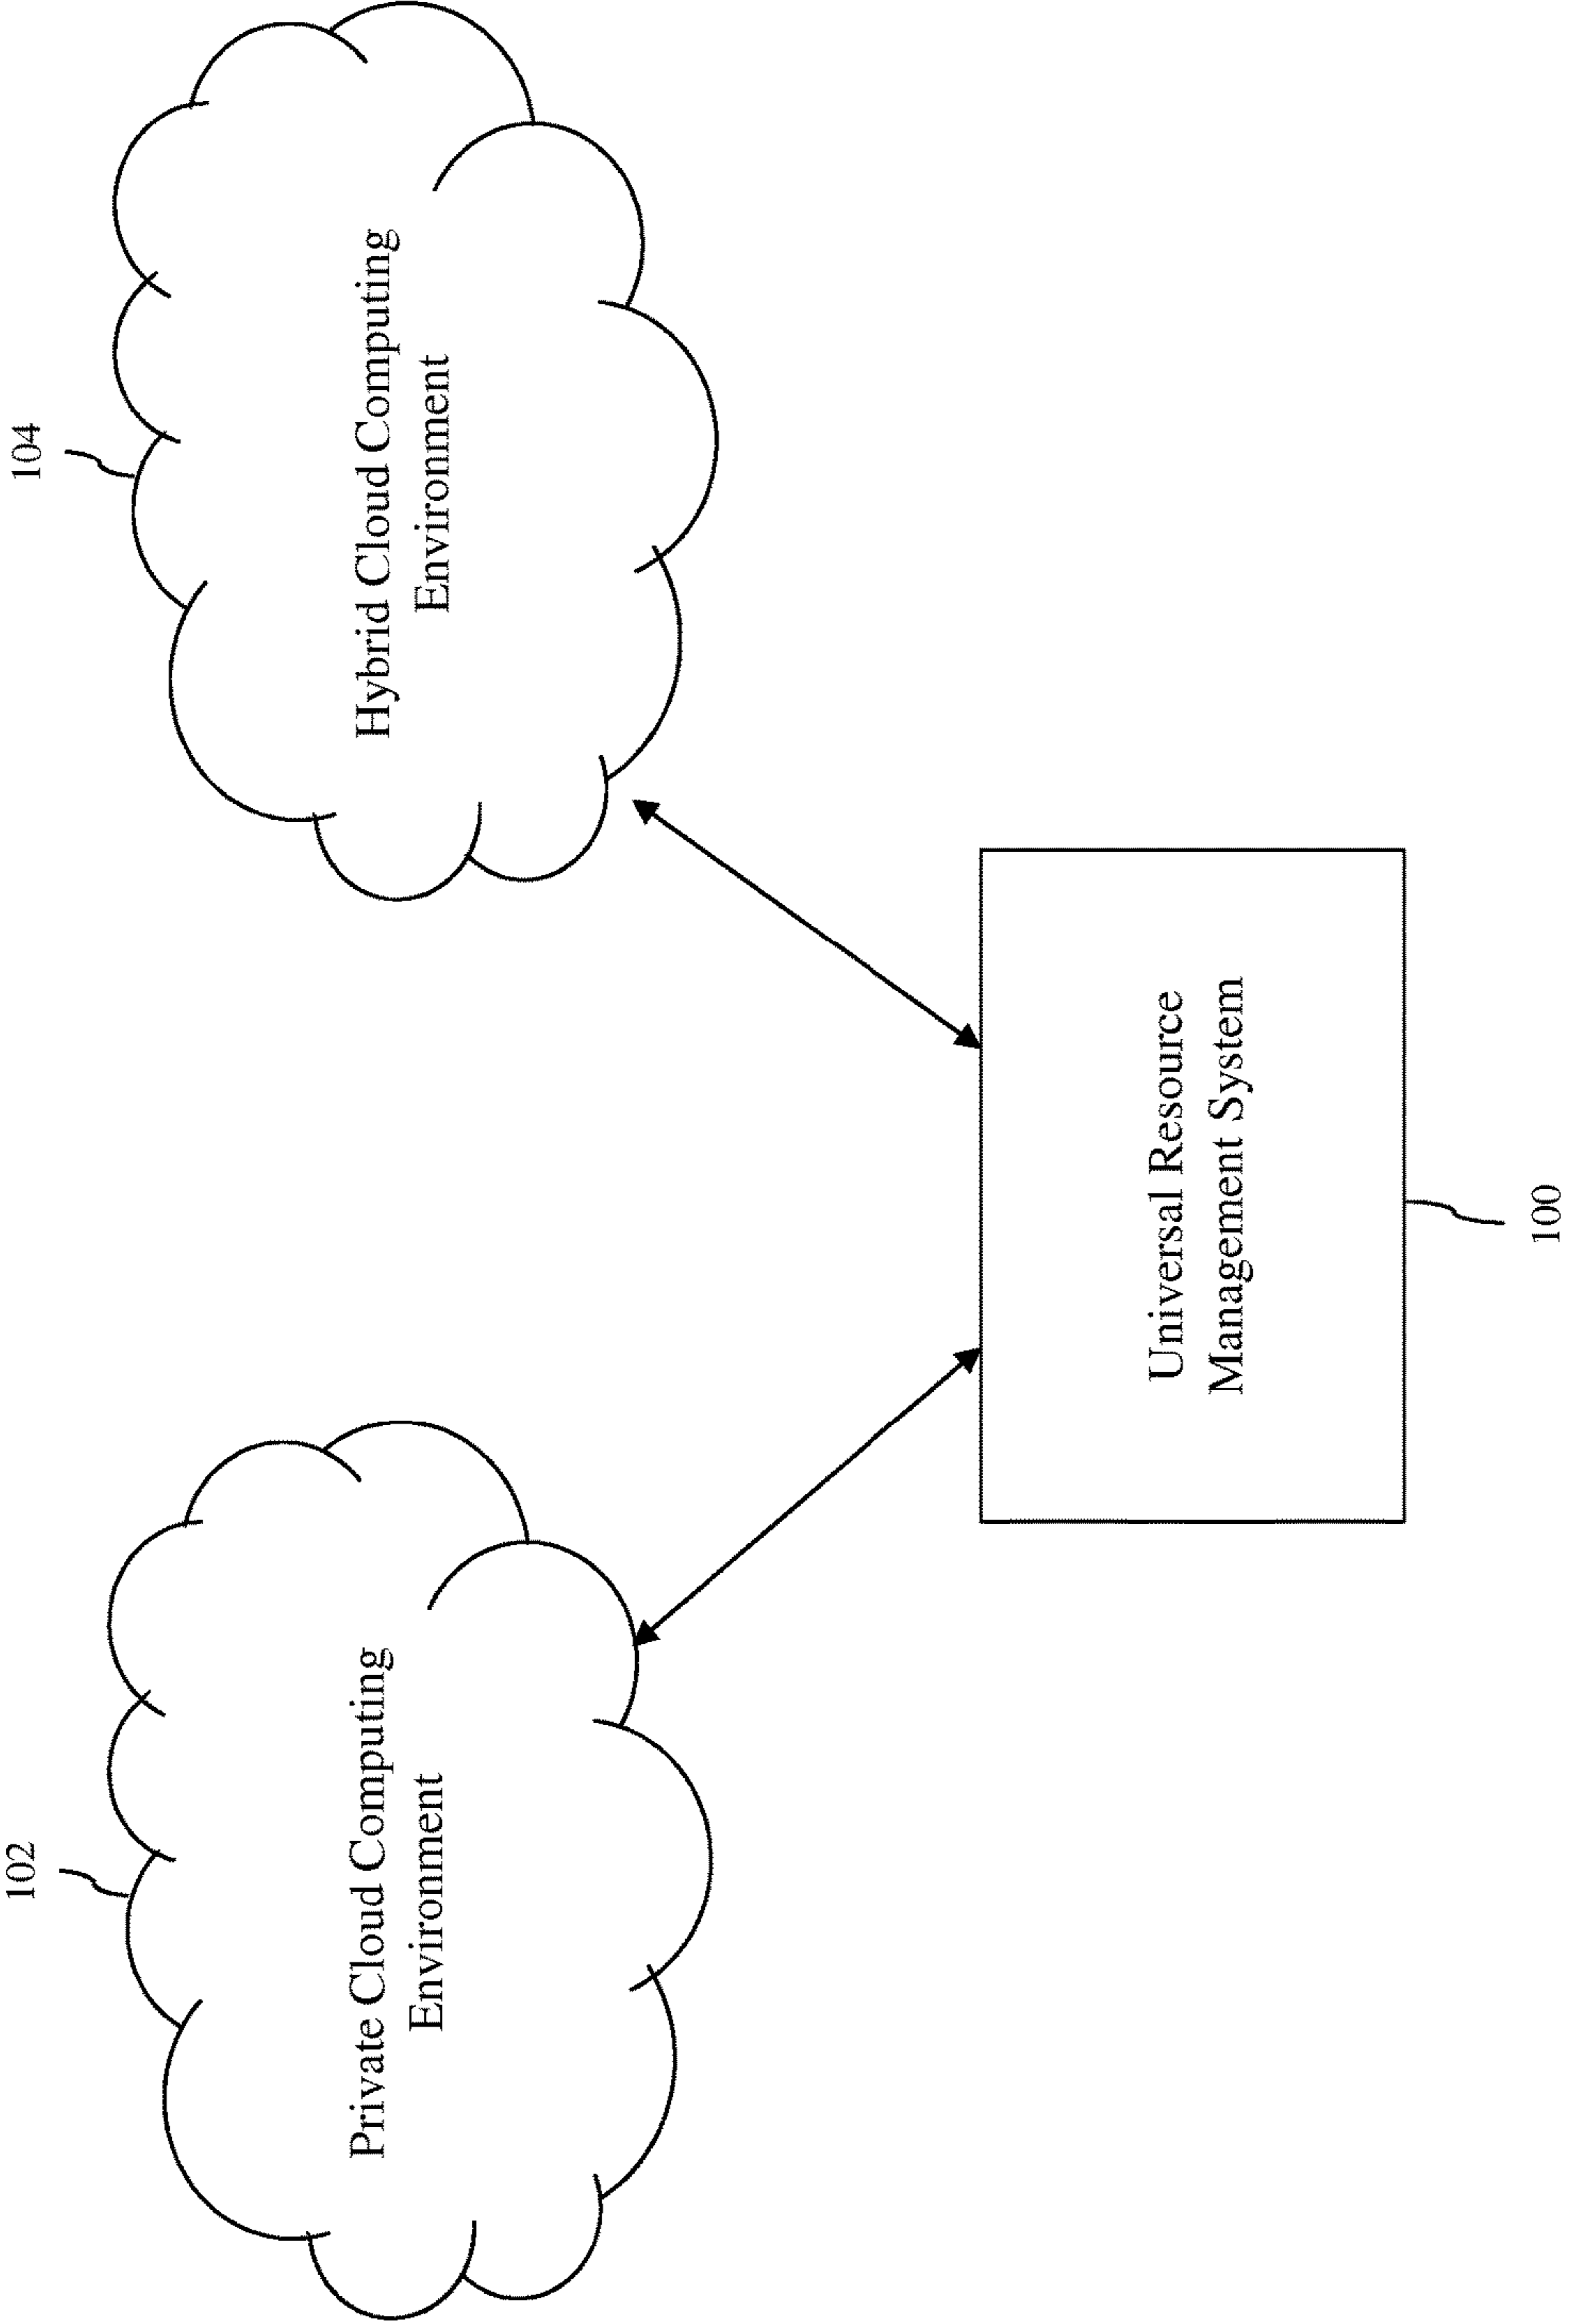 102
Private Cloud Computing
Environment
104
Hybrid Cloud Computing
Environment
Universal Resource
Management System
100